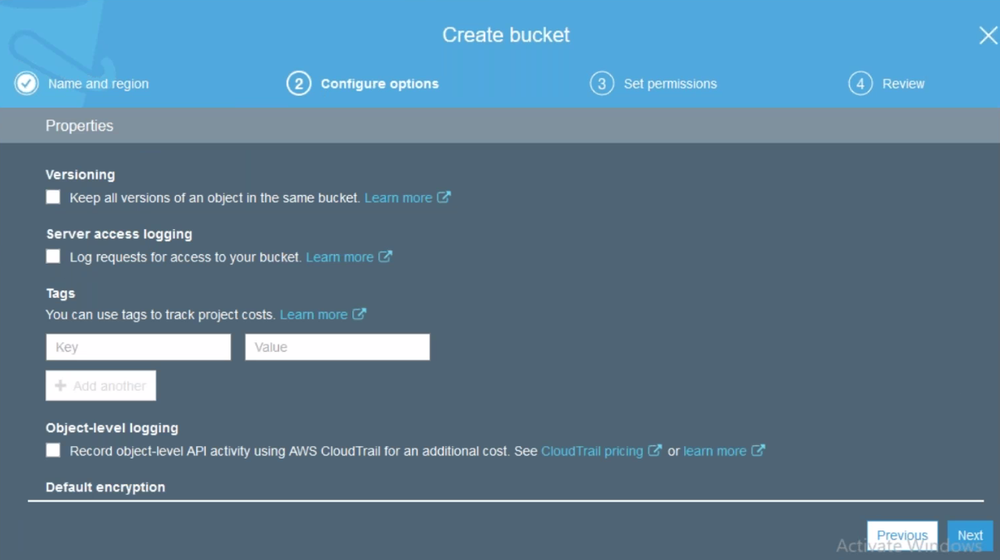 Create bucket
Name and region
2 Configure options
3 Set permissions
4 Review
Properties
Versioning
Keep all versions of an object in the same bucket. Learn more
Server access logging
Log requests for access to your bucket. Learn more
Tags
You can use tags to track project costs. Learn more
Key Value
+ Add another
Object-level logging
Record object-level API activity using AWS CloudTrail for an additional cost. See CloudTrail pricing or learn more
Default encryption
Previous Next
Activate Windows